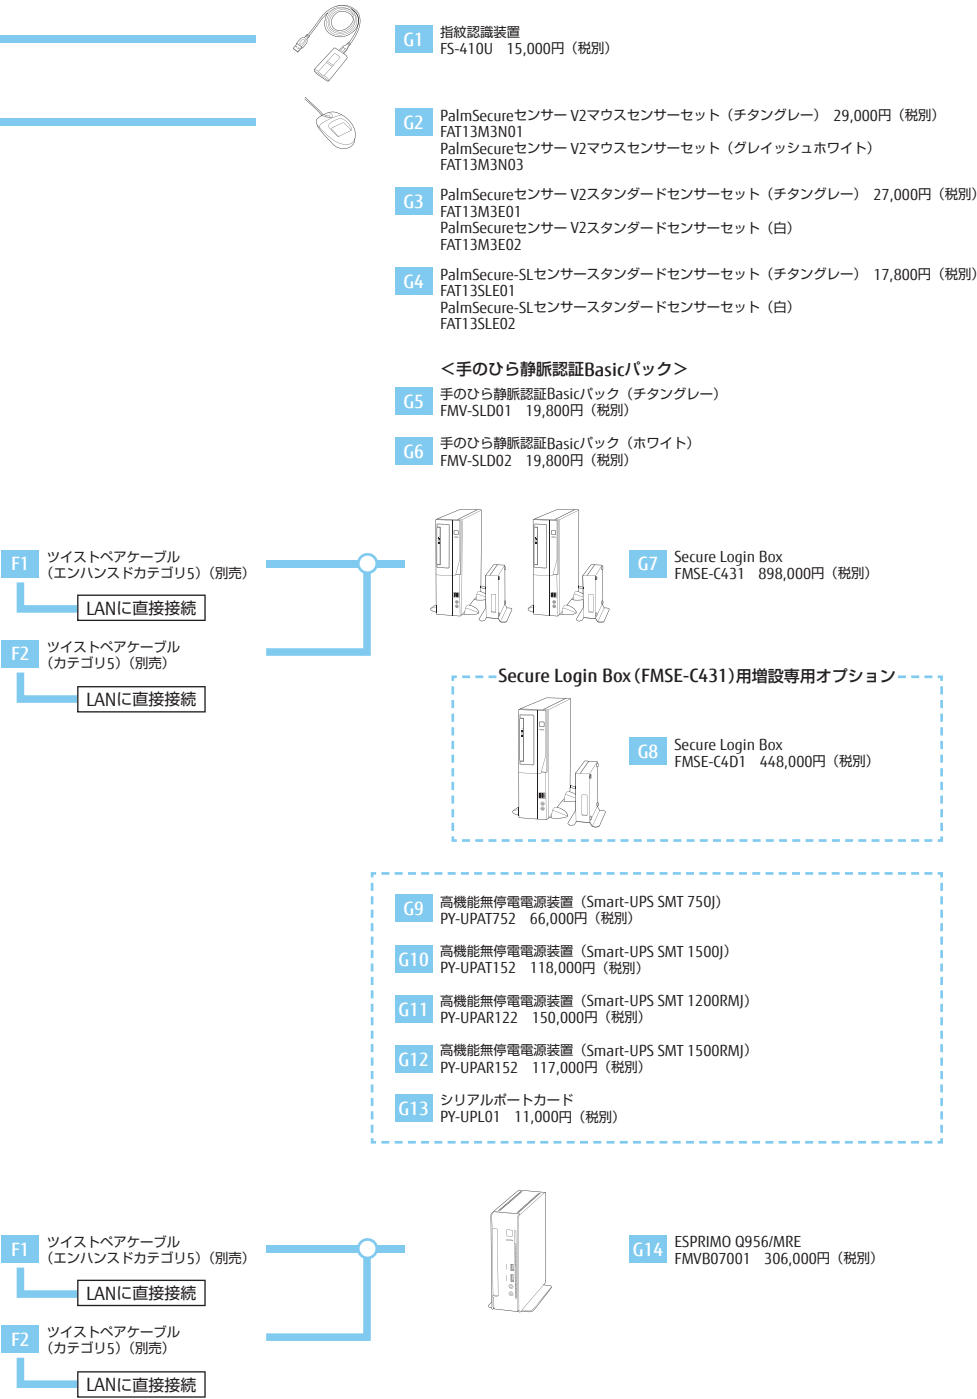 G1
指紋認識装置
FS-410U 15,000円（税別）
G2
PalmSecureセンサー V2マウスセンサーセット（チタングレー） 29,000円（税別）
FAT13M3N01
PalmSecureセンサー V2マウスセンサーセット（グレイッシュホワイト）
FAT13M3N03
G3
PalmSecureセンサー V2スタンダードセンサーセット（チタングレー） 27,000円（税別）
FAT13M3E01
PalmSecureセンサー V2スタンダードセンサーセット（白）
FAT13M3E02
G4
PalmSecure-SLセンサースタンダードセンサーセット（チタングレー） 17,800円（税別）
FAT13SLE01
PalmSecure-SLセンサースタンダードセンサーセット（白）
FAT13SLE02
＜手のひら静脈認証Basicパック＞
G5
手のひら静脈認証Basicパック（チタングレー）
FMV-SLD01 19,800円（税別）
G6
手のひら静脈認証Basicパック（ホワイト）
FMV-SLD02 19,800円（税別）
F1
ツイストペアケーブル
（エンハンスドカテゴリ5）（別売）
LANに直接接続
F2
ツイストペアケーブル
（カテゴリ5）（別売）
LANに直接接続
G7
Secure Login Box
FMSE-C431 898,000円（税別）
Secure Login Box（FMSE-C431）用増設専用オプション
G8
Secure Login Box
FMSE-C4D1 448,000円（税別）
G9
高機能無停電電源装置（Smart-UPS SMT 750J）
PY-UPAT752 66,000円（税別）
G10
高機能無停電電源装置（Smart-UPS SMT 1500J）
PY-UPAT152 118,000円（税別）
G11
高機能無停電電源装置（Smart-UPS SMT 1200RMJ）
PY-UPAR122 150,000円（税別）
G12
高機能無停電電源装置（Smart-UPS SMT 1500RMJ）
PY-UPAR152 117,000円（税別）
G13
シリアルポートカード
PY-UPL01 11,000円（税別）
F1
ツイストペアケーブル
（エンハンスドカテゴリ5）（別売）
LANに直接接続
F2
ツイストペアケーブル
（カテゴリ5）（別売）
LANに直接接続
G14
ESPRIMO Q956/MRE
FMVB07001 306,000円（税別）